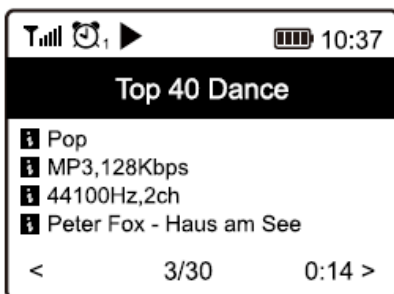 1 10:37
Top 40 Dance
i Pop
i MP3,128Kbps
i 44100Hz,2ch
i Peter Fox - Haus am See
< 3/30 0:14 >